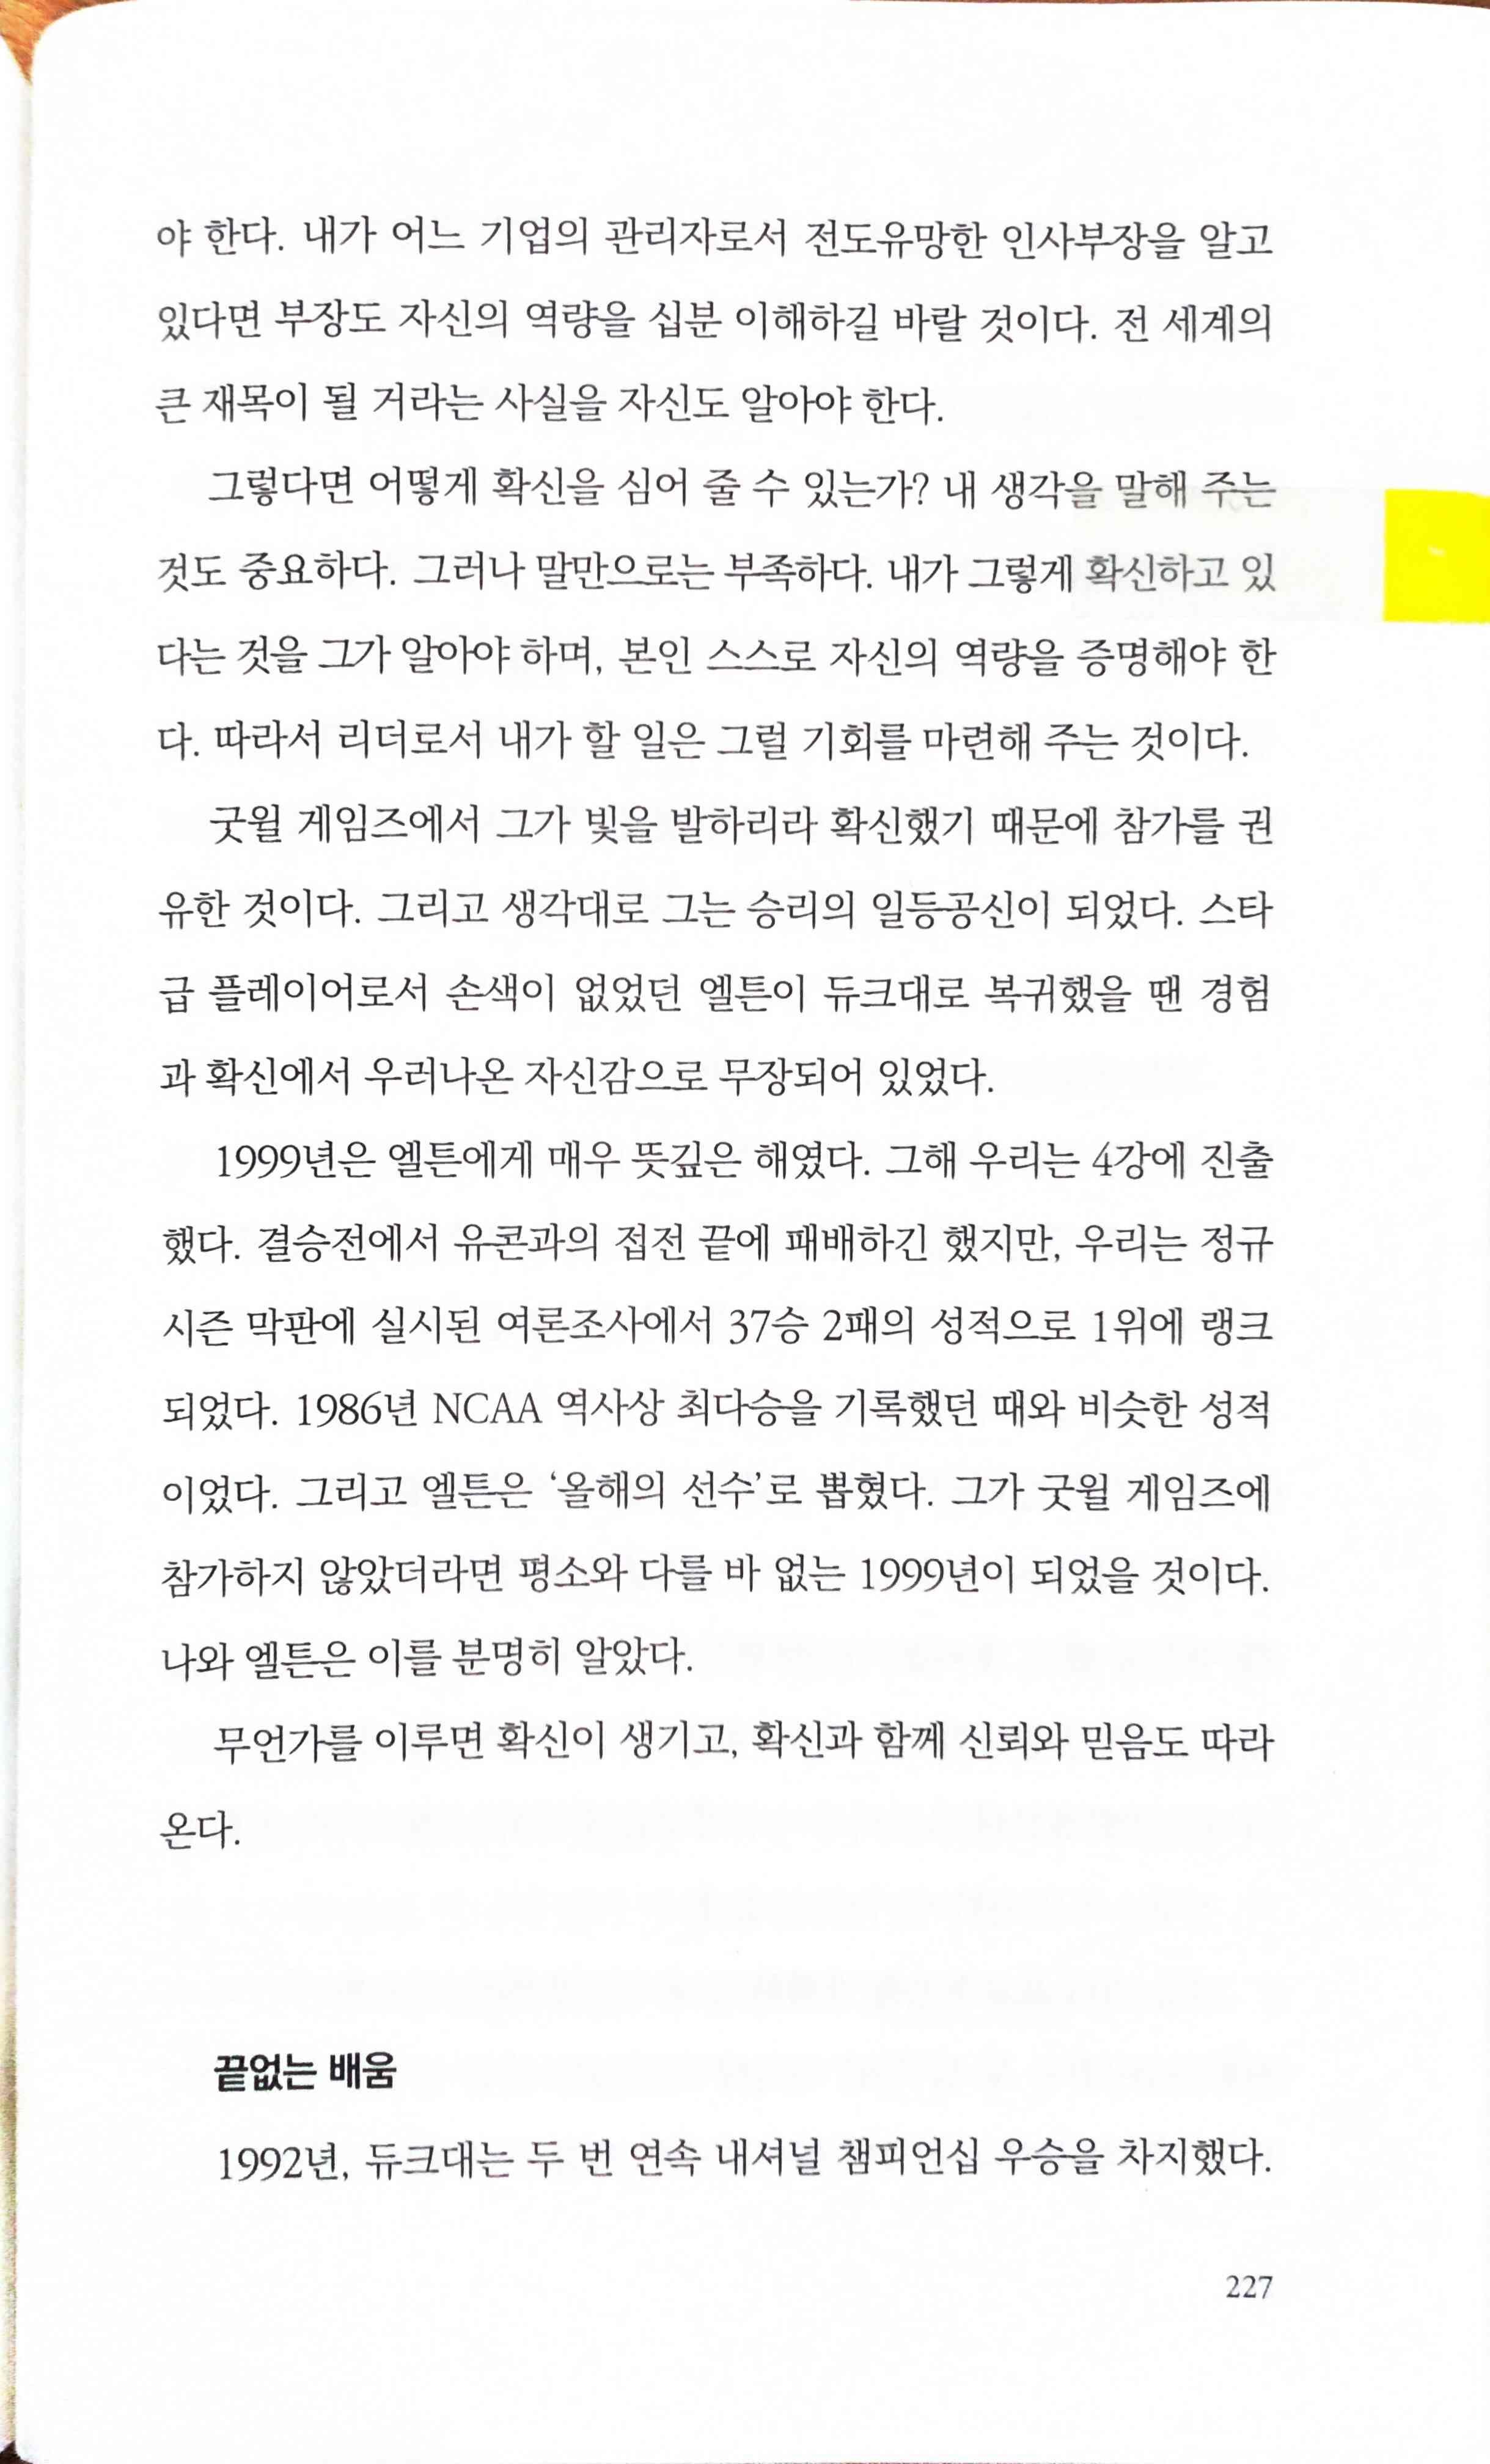 야 한다. 내가 어느 기업의 관리자로서 전도유망한 인사부장을 알고
있다면 부장도 자신의 역량을 십분 이해하길 바랄 것이다. 전 세계의
큰 재목이 될 거라는 사실을 자신도 알아야 한다.
그렇다면 어떻게 확신을 심어 줄 수 있는가? 내 생각을 말해 주는
것도 중요하다. 그러나 말만으로는 부족하다. 내가 그렇게 확신하고 있
다는 것을 그가 알아야 하며, 본인 스스로 자신의 역량을 증명해야 한
다. 따라서 리더로서 내가 할 일은 그럴 기회를 마련해 주는 것이다.
굿윌 게임즈에서 그가 빛을 발하리라 확신했기 때문에 참가를 권
유한 것이다. 그리고 생각대로 그는 승리의 일등공신이 되었다. 스타
급 플레이어로서 손색이 없었던 엘튼이 듀크대로 복귀했을 땐 경험
과 확신에서 우러나온 자신감으로 무장되어 있었다.
1999년은 엘튼에게 매우 뜻깊은 해였다. 그해 우리는 4강에 진출
했다. 결승전에서 유콘과의 접전 끝에 패배하긴 했지만, 우리는 정규
시즌 막판에 실시된 여론조사에서 37승 2패의 성적으로 1위에 랭크
되었다. 1986년 NCAA 역사상 최다승을 기록했던 때와 비슷한 성적
이었다. 그리고 엘튼은 ‘올해의 선수’로 뽑혔다. 그가 굿윌 게임즈에
참가하지 않았더라면 평소와 다를 바 없는 1999년이 되었을 것이다.
나와 엘튼은 이를 분명히 알았다.
무언가를 이루면 확신이 생기고, 확신과 함께 신뢰와 믿음도 따라
온다.
끝없는 배움
1992년, 듀크대는 두 번 연속 내셔널 챔피언십 우승을 차지했다.
227